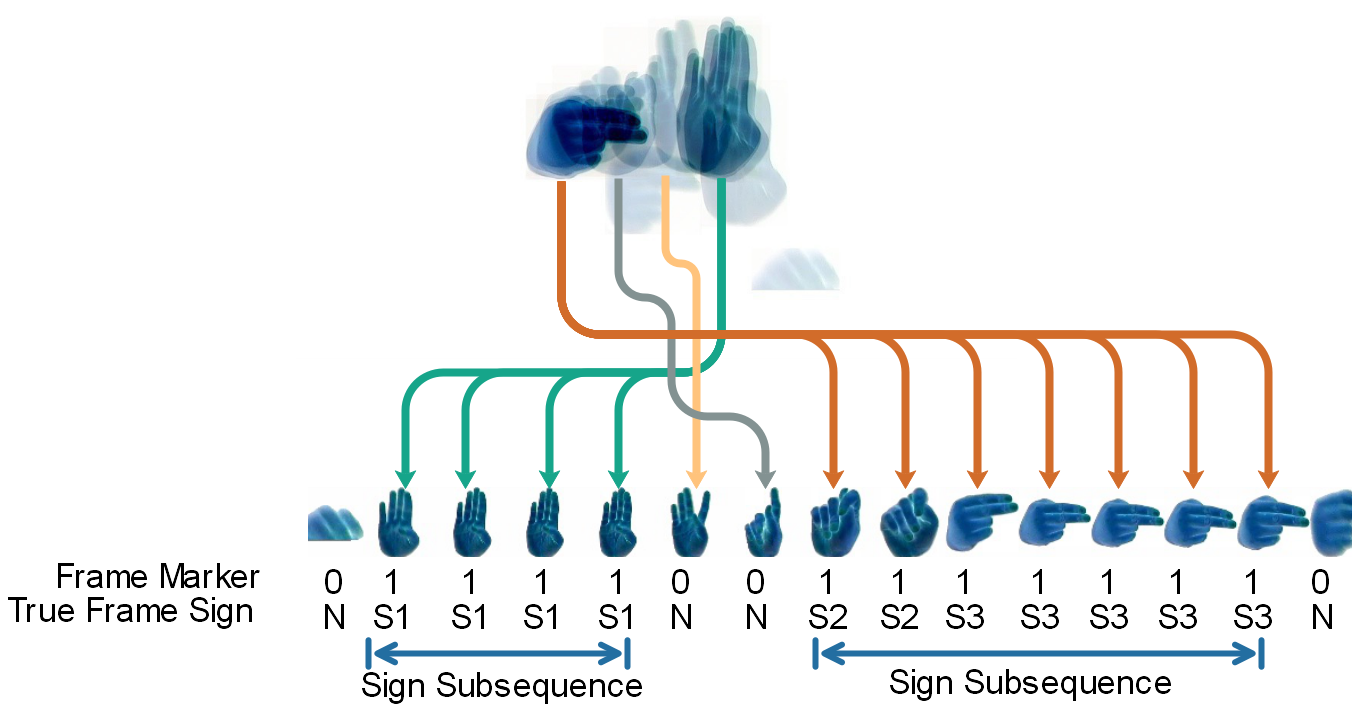 Frame Marker 0 1 1 1 1 0 0 1 1 1 1 1 1 1 0
True Frame Sign N S1 S1 S1 S1 N N S2 S2 S3 S3 S3 S3 S3 N
Sign Subsequence Sign Subsequence